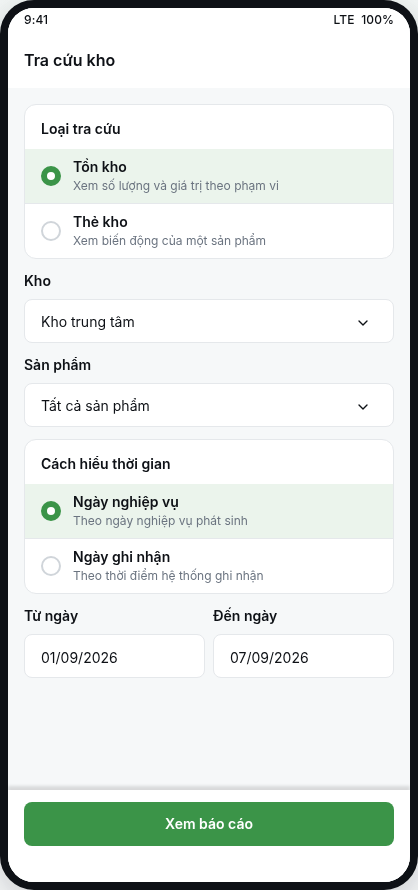 9:41 LTE 100%
Tra cứu kho
Loại tra cứu
Tồn kho
Xem số lượng và giá trị theo phạm vi
Thẻ kho
Xem biến động của một sản phẩm
Kho
Kho trung tâm
Sản phẩm
Tất cả sản phẩm
Cách hiểu thời gian
Ngày nghiệp vụ
Theo ngày nghiệp vụ phát sinh
Ngày ghi nhận
Theo thời điểm hệ thống ghi nhận
Từ ngày Đến ngày
01/09/2026 07/09/2026
Xem báo cáo